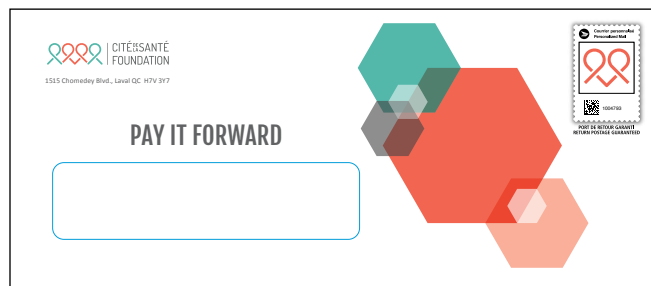 CITÉ DE LA SANTÉ
FOUNDATION
1515 Chomedey Blvd., Laval QC H7V 3Y7
PAY IT FORWARD
Courrier personnalisé
Personalized Mail
1004793
PORT DE RETOUR GARANTI
RETURN POSTAGE GUARANTEED